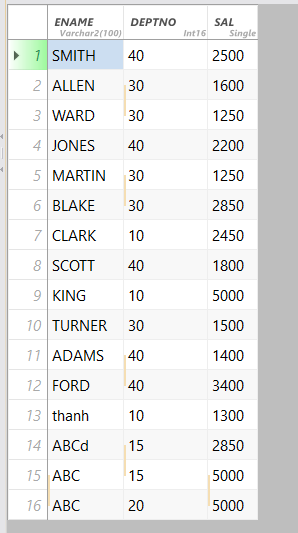 ENAME DEPTNO SAL
Varchar2(100) Int16 Single
1 SMITH 40 2500
2 ALLEN 30 1600
3 WARD 30 1250
4 JONES 40 2200
5 MARTIN 30 1250
6 BLAKE 30 2850
7 CLARK 10 2450
8 SCOTT 40 1800
9 KING 10 5000
10 TURNER 30 1500
11 ADAMS 40 1400
12 FORD 40 3400
13 thanh 10 1300
14 ABCd 15 2850
15 ABC 15 5000
16 ABC 20 5000